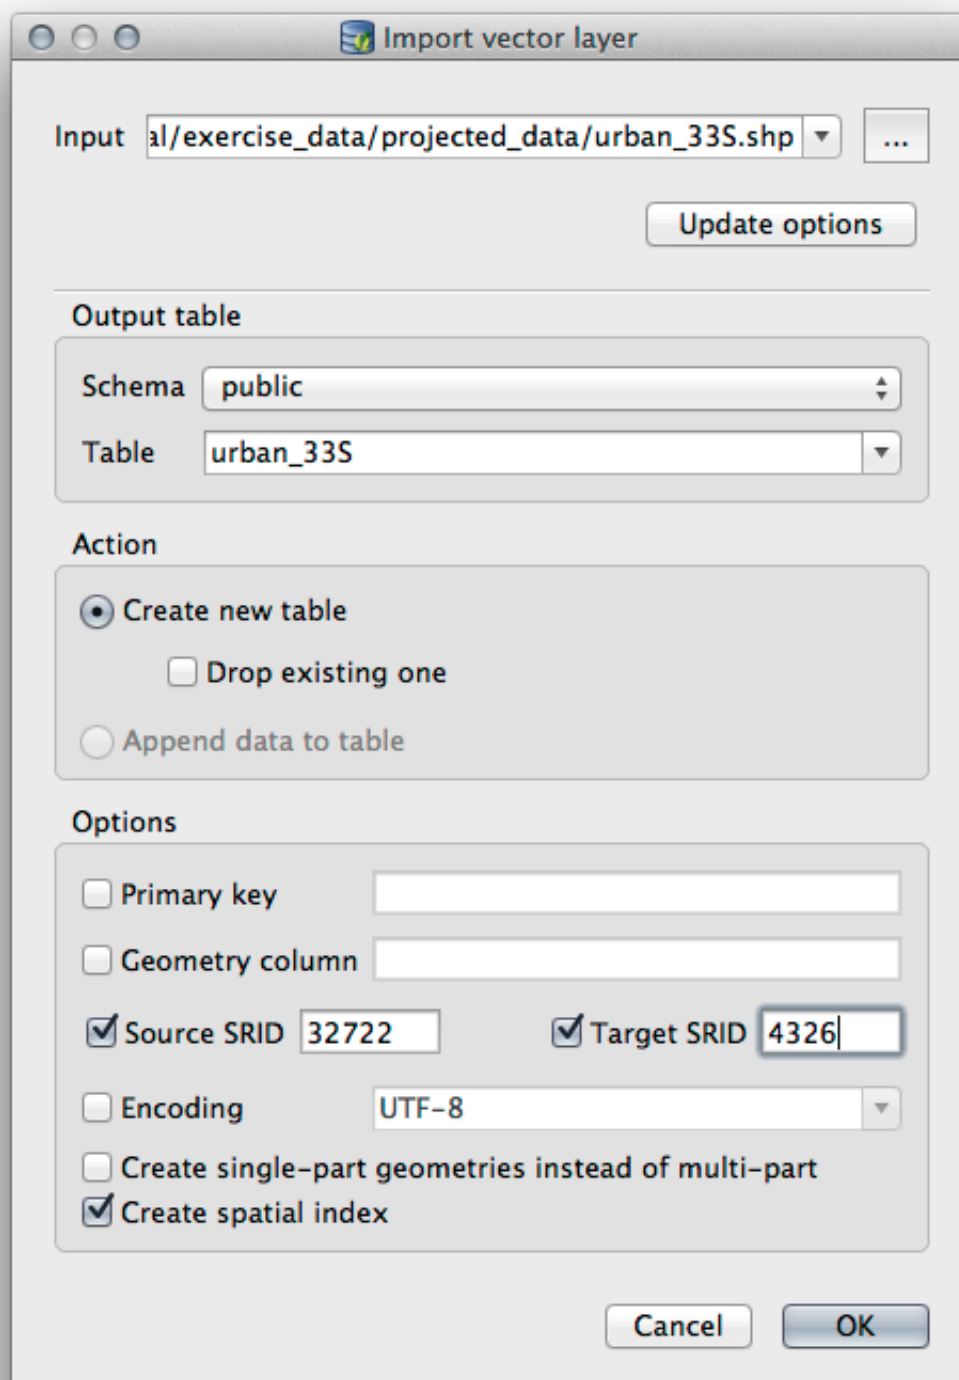 Import vector layer
Input al/exercise_data/projected_data/urban_33S.shp ...
Update options
Output table
Schema public
Table urban_33S
Action
Create new table
Drop existing one
Append data to table
Options
Primary key
Geometry column
Source SRID 32722 Target SRID 4326
Encoding UTF-8
Create single-part geometries instead of multi-part
Create spatial index
Cancel OK